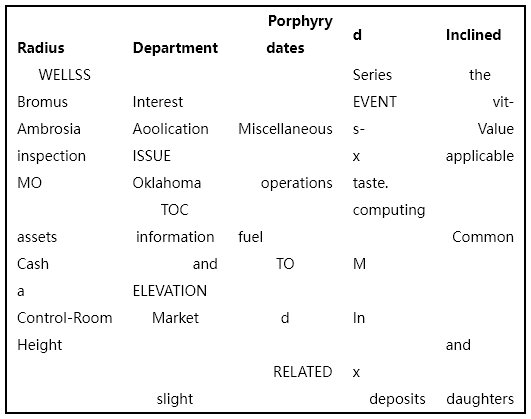 Radius Department Porphyry dates d Inclined
WELLSS Series the
Bromus Interest EVENT vit-
Ambrosia Aoolication Miscellaneous s- Value
inspection ISSUE x applicable
MO Oklahoma operations taste.
TOC computing
assets information fuel Common
Cash and TO M
a ELEVATION
Control-Room Market d In
Height and
RELATED x
slight deposits daughters